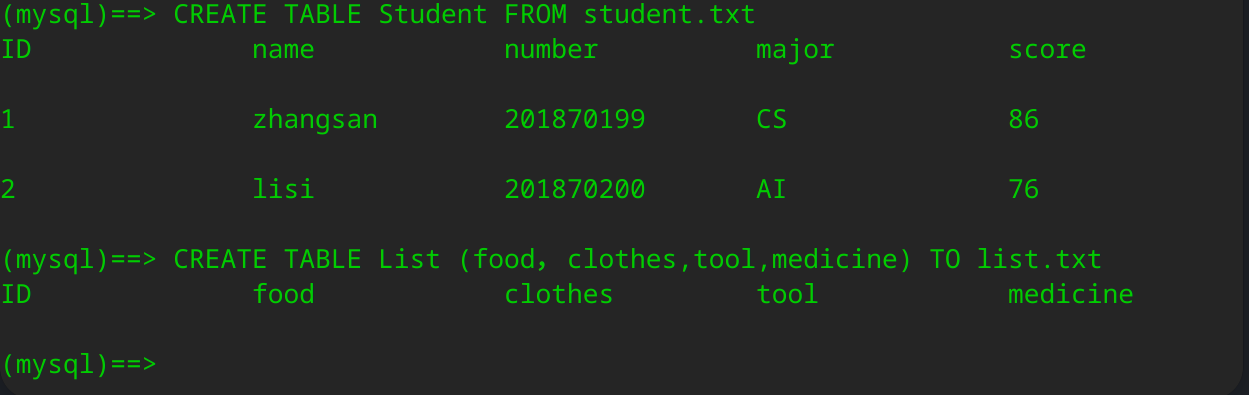 (mysql)==> CREATE TABLE Student FROM student.txt
ID name number major score
1 zhangsan 201870199 CS 86
2 lisi 201870200 AI 76
(mysql)==> CREATE TABLE List (food, clothes,tool,medicine) TO list.txt
ID food clothes tool medicine
(mysql)==>